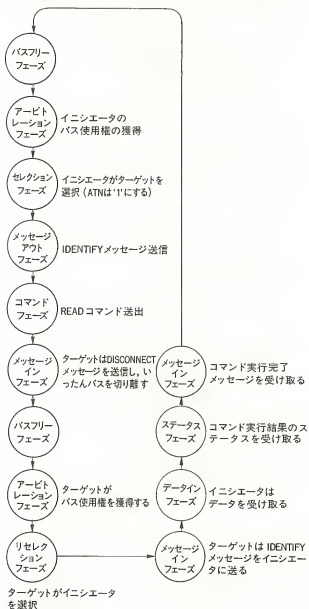 バスフリー
フェーズ
アービト
レーション
フェーズ
イニシエータの
バス使用権の獲得
セレクション
フェーズ
イニシエータがターゲットを
選択(ATNは'1'にする)
メッセージ
アウト
フェーズ
IDENTIFYメッセージ送信
コマンド
フェーズ
READコマンド送出
メッセージ
イン
フェーズ
ターゲットはDISCONNECT
メッセージを送信し,い
ったんバスを切り離す
バスフリー
フェーズ
アービト
レーション
フェーズ
ターゲットが
バス使用権を獲得する
リセレク
ション
フェーズ
ターゲットがイニシエータ
を選択
メッセージ
イン
フェーズ
ターゲットは IDENTIFY
メッセージをイニシエー
タに送る
データイン
フェーズ
イニシエータは
データを受け取る
ステータス
フェーズ
コマンド実行結果のス
テータスを受け取る
メッセージ
イン
フェーズ
コマンド実行完了
メッセージを受け取る